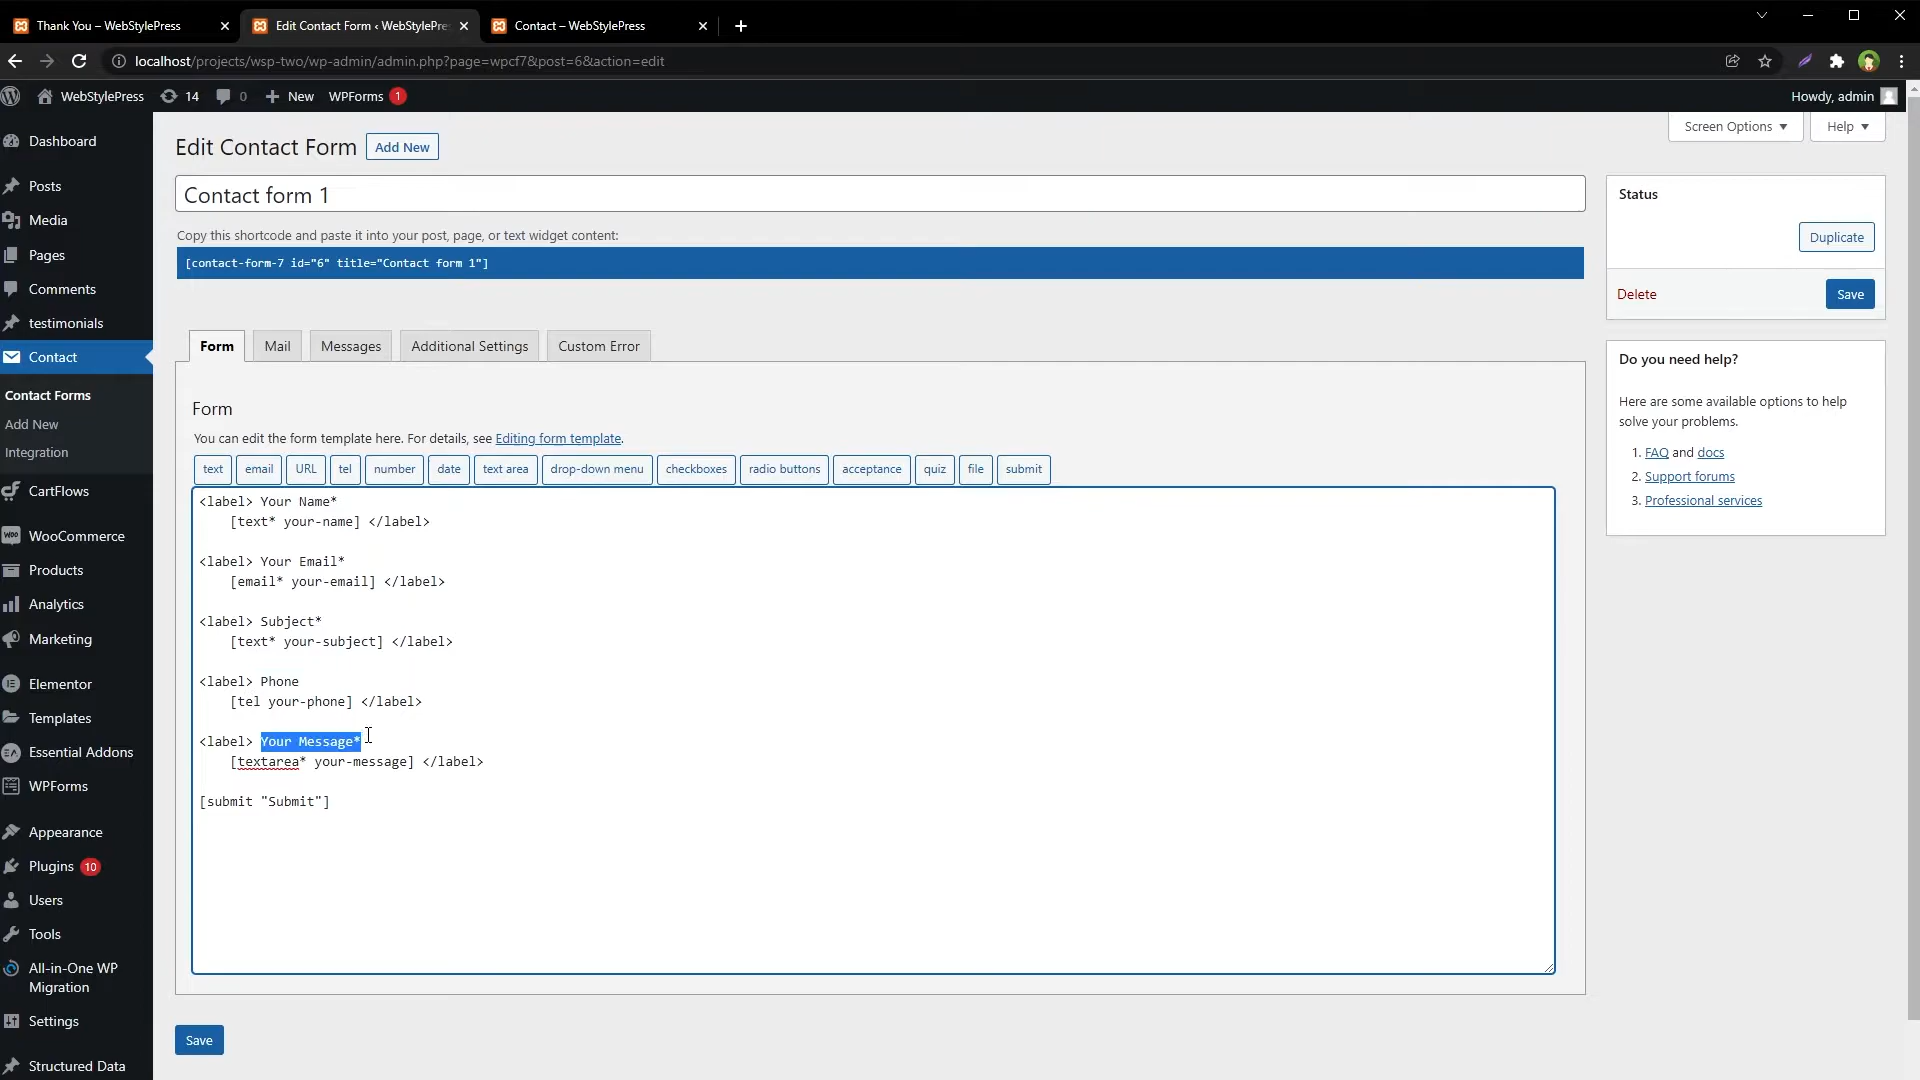 Thank You – WebStylePress
Edit Contact Form ‹ WebStylePre
Contact – WebStylePress
localhost/projects/wsp-two/wp-admin/admin.php?page=wpcf7&post=6&action=edit
WebStylePress
14
0
New
WPForms
1
Howdy, admin
Dashboard
Posts
Media
Pages
Comments
testimonials
Contact
Contact Forms
Add New
Integration
CartFlows
WooCommerce
Products
Analytics
Marketing
Elementor
Templates
Essential Addons
WPForms
Appearance
Plugins 10
Users
Tools
All-in-One WP
Migration
Settings
Structured Data
Screen Options
Help
Edit Contact Form
Add New
Contact form 1
Copy this shortcode and paste it into your post, page, or text widget content:
[contact-form-7 id="6" title="Contact form 1"]
Form
Mail
Messages
Additional Settings
Custom Error
Form
You can edit the form template here. For details, see Editing form template.
text
email
URL
tel
number
date
text area
drop-down menu
checkboxes
radio buttons
acceptance
quiz
file
submit
<label> Your Name*
[text* your-name] </label>
<label> Your Email*
[email* your-email] </label>
<label> Subject*
[text* your-subject] </label>
<label> Phone
[tel your-phone] </label>
<label> Your Message*
[textarea* your-message] </label>
[submit "Submit"]
Save
Status
Duplicate
Delete
Save
Do you need help?
Here are some available options to help
solve your problems.
1. FAQ and docs
2. Support forums
3. Professional services